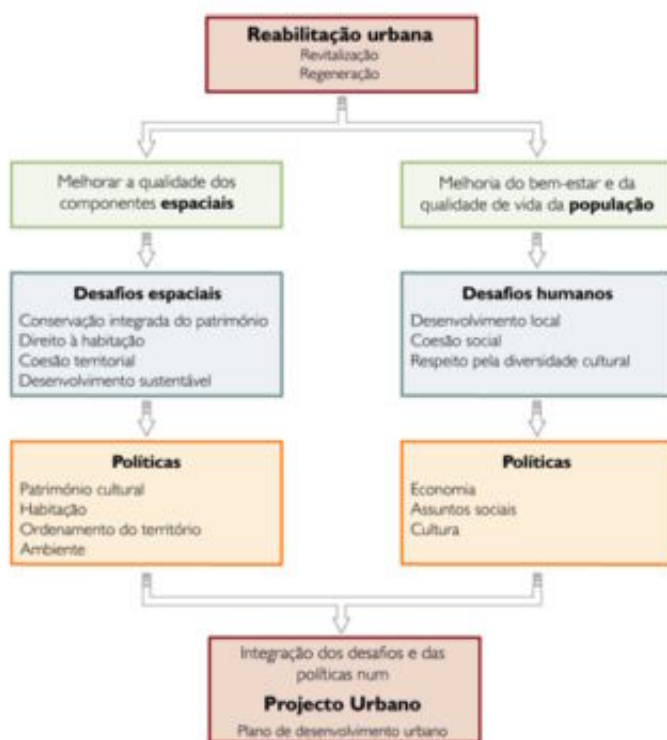 Reabilitação urbana
Revitalização
Regeneração
Melhorar a qualidade dos
componentes espaciais
Melhoria do bem-estar e da
qualidade de vida da população
Desafios espaciais
Conservação integrada do património
Direito à habitação
Coesão territorial
Desenvolvimento sustentável
Desafios humanos
Desenvolvimento local
Coesão social
Respeito pela diversidade cultural
Políticas
Património cultural
Habitação
Ordenamento do território
Ambiente
Políticas
Economia
Assuntos sociais
Cultura
Integração dos desafios e das
políticas num
Projecto Urbano
Plano de desenvolvimento urbano